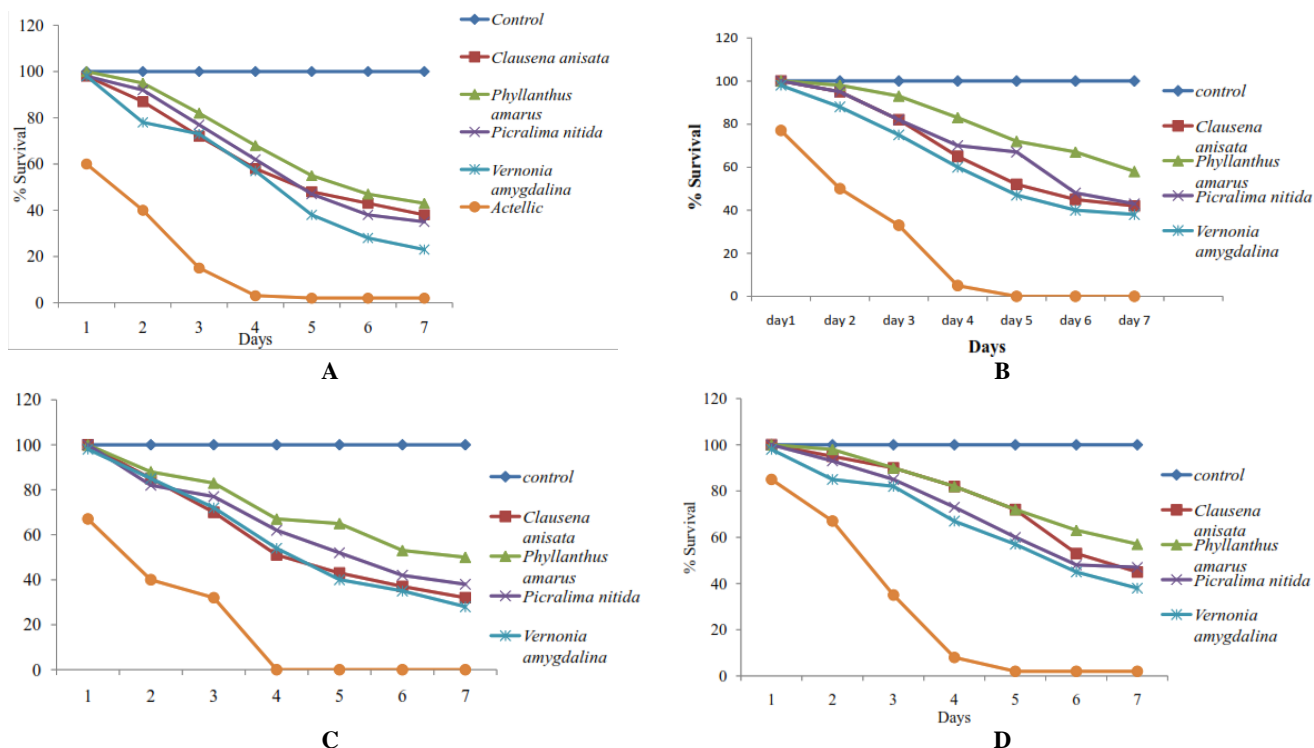 120
100
80
60
40
20
0
% Survival
1 2 3 4 5 6 7
Days
Control
Clausena anisata
Phyllanthus
amarus
Picralima nitida
Vernonia
amygdalina
Actellic
A
120
100
80
60
40
20
0
% Survival
day1 day 2 day 3 day 4 day 5 day 6 day 7
Days
control
Clausena
anisata
Phyllanthus
amarus
Picralima nitida
Vernonia
amygdalina
B
120
100
80
60
40
20
0
1 2 3 4 5 6 7
control
Clausena
anisata
Phyllanthus
amarus
Picralima nitida
Vernonia
amygdalina
C
120
100
80
60
40
20
0
% Survival
1 2 3 4 5 6 7
Days
control
Clausena
anisata
Phyllanthus
amarus
Picralima nitida
Vernonia
amygdalina
D